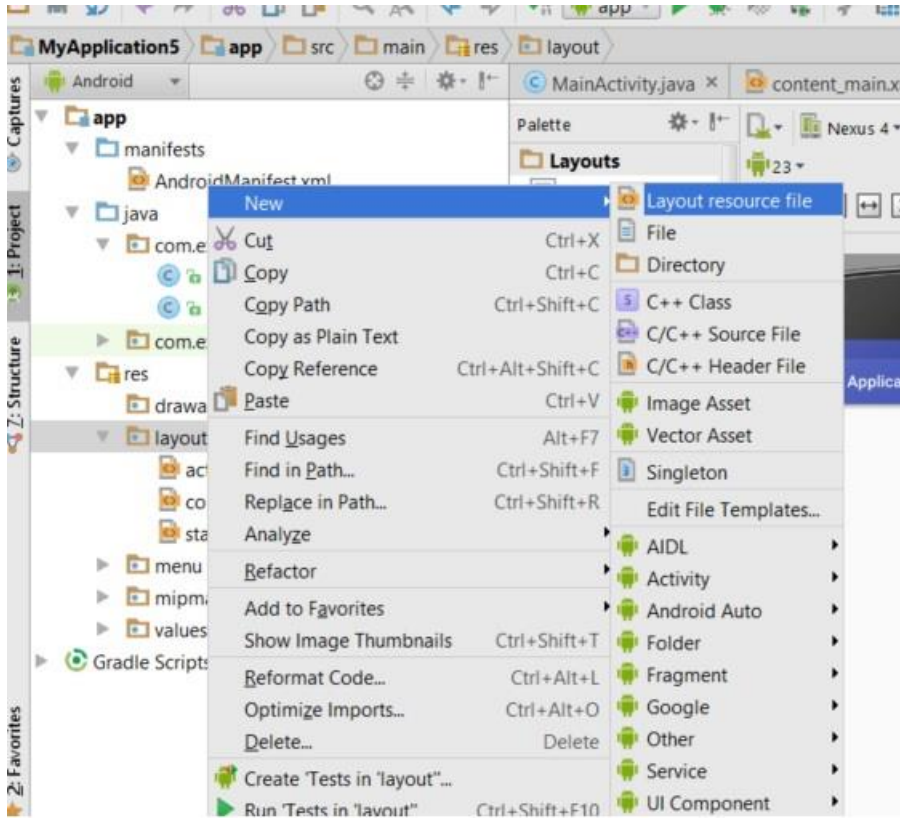 app
MyApplication5 app src main res layout
Android
MainActivity.java × content_main.x
Palette
Nexus 4
Layouts
23
Captures
1: Project
7: Structure
2: Favorites
app
manifests
AndroidManifest.xml
java
com.e
com.e
res
drawa
layout
act
co
sta
menu
mipma
values
Gradle Scripts
New
Cut Ctrl+X
Copy Ctrl+C
Copy Path Ctrl+Shift+C
Copy as Plain Text
Copy Reference Ctrl+Alt+Shift+C
Paste Ctrl+V
Find Usages Alt+F7
Find in Path... Ctrl+Shift+F
Replace in Path... Ctrl+Shift+R
Analyze
Refactor
Add to Favorites
Show Image Thumbnails Ctrl+Shift+T
Reformat Code... Ctrl+Alt+L
Optimize Imports... Ctrl+Alt+O
Delete... Delete
Create 'Tests in 'layout''...
Run 'Tests in 'layout'' Ctrl+Shift+F10
Layout resource file
File
Directory
C++ Class
C/C++ Source File
C/C++ Header File
Image Asset
Vector Asset
Singleton
Edit File Templates...
AIDL
Activity
Android Auto
Folder
Fragment
Google
Other
Service
UI Component
Applica